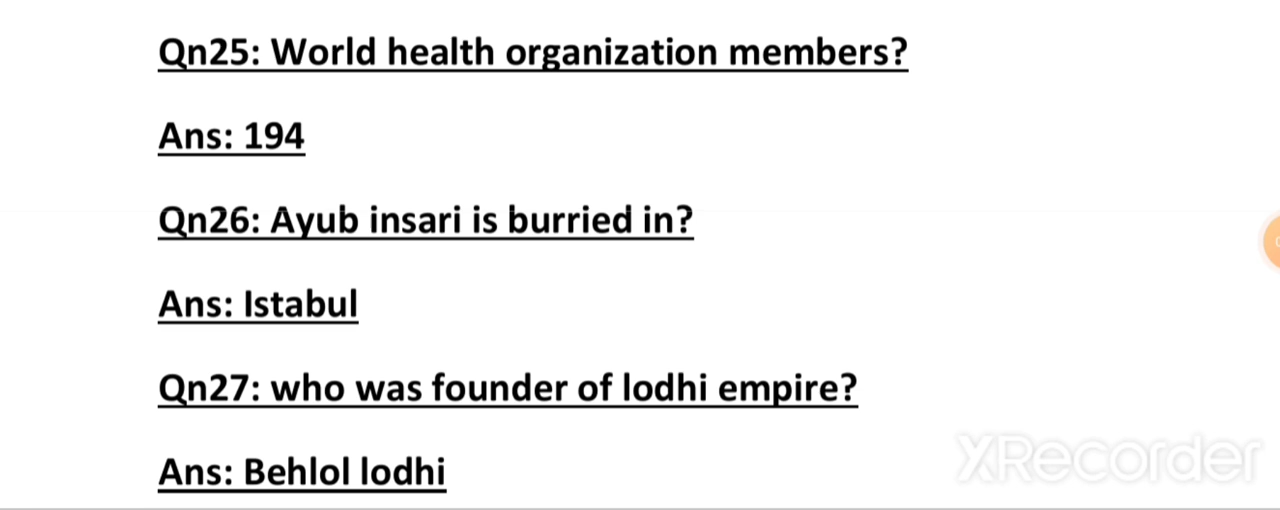 Qn25: World health organization members?
Ans: 194
Qn26: Ayub insari is burried in?
Ans: Istabul
Qn27: who was founder of lodhi empire?
Ans: Behlol lodhi
XRecorder